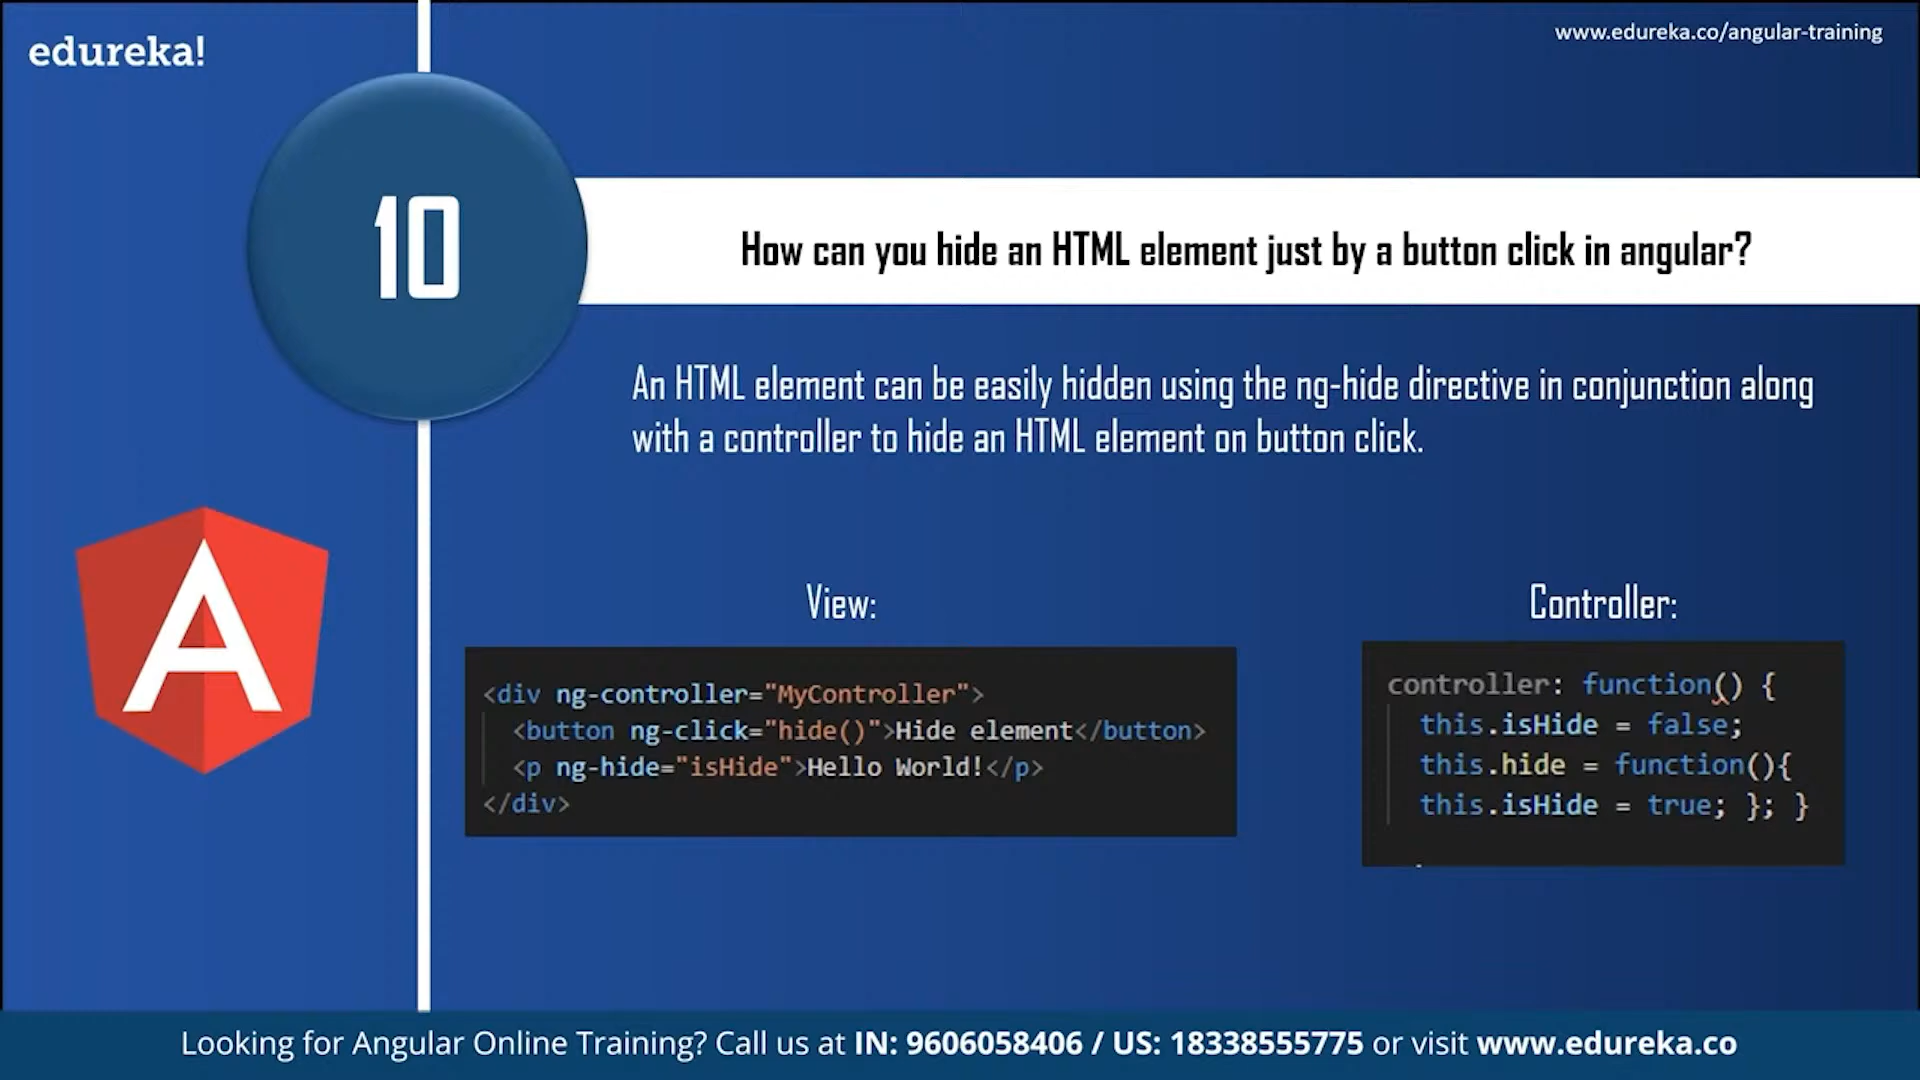 edureka!
www.edureka.co/angular-training
10
How can you hide an HTML element just by a button click in angular?
An HTML element can be easily hidden using the ng-hide directive in conjunction along
with a controller to hide an HTML element on button click.
View:
<div ng-controller="MyController">
<button ng-click="hide()">Hide element</button>
<p ng-hide="isHide">Hello World!</p>
</div>
Controller:
controller: function() {
this.isHide = false;
this.hide = function(){
this.isHide = true; }; }
Looking for Angular Online Training? Call us at IN: 9606058406 / US: 18338555775 or visit www.edureka.co